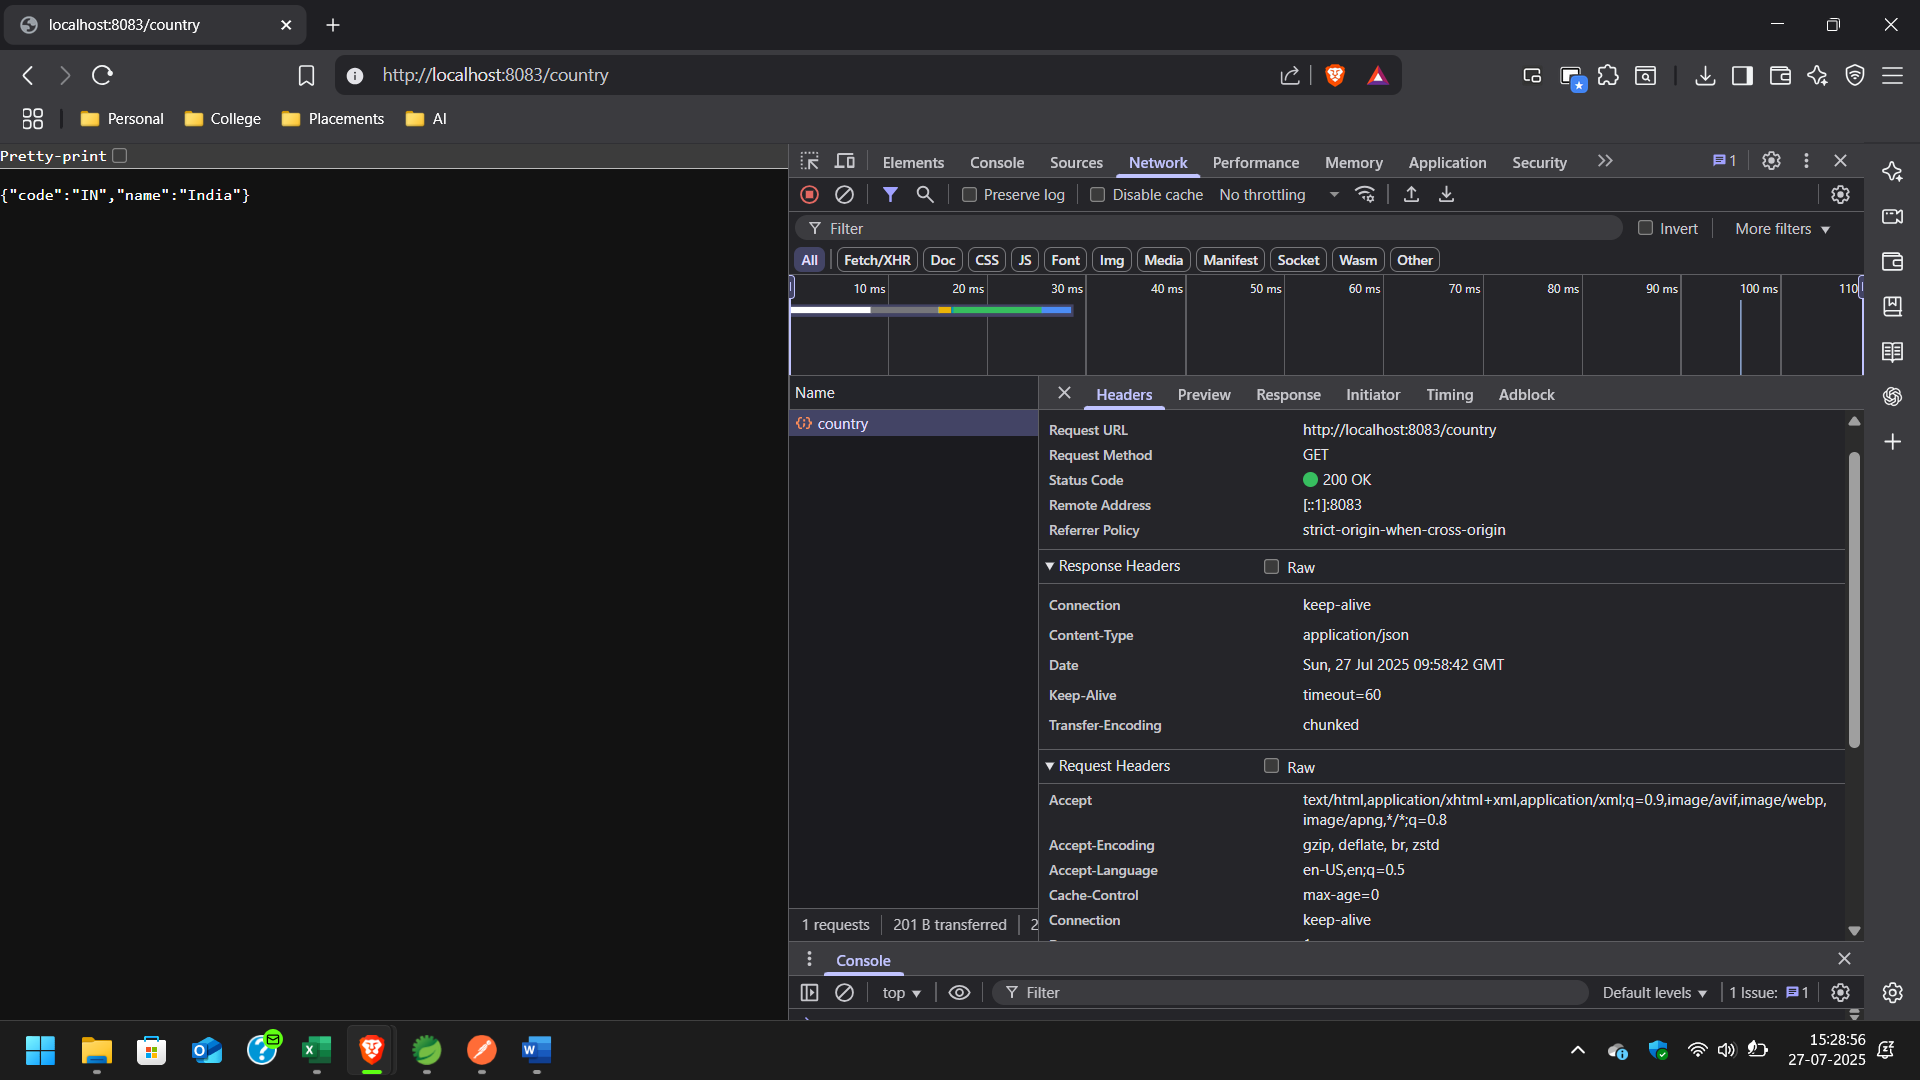 localhost:8083/country
http://localhost:8083/country
Personal College Placements AI
Pretty-print
{"code":"IN","name":"India"}
Elements Console Sources Network Performance Memory Application Security 1
Preserve log Disable cache No throttling
Filter Invert More filters
All Fetch/XHR Doc CSS JS Font Img Media Manifest Socket Wasm Other
10 ms 20 ms 30 ms 40 ms 50 ms 60 ms 70 ms 80 ms 90 ms 100 ms 110
Name
country
Headers Preview Response Initiator Timing Adblock
Request URL http://localhost:8083/country
Request Method GET
Status Code 200 OK
Remote Address [::1]:8083
Referrer Policy strict-origin-when-cross-origin
Response Headers Raw
Connection keep-alive
Content-Type application/json
Date Sun, 27 Jul 2025 09:58:42 GMT
Keep-Alive timeout=60
Transfer-Encoding chunked
Request Headers Raw
Accept text/html,application/xhtml+xml,application/xml;q=0.9,image/avif,image/webp,
image/apng,*/*;q=0.8
Accept-Encoding gzip, deflate, br, zstd
Accept-Language en-US,en;q=0.5
Cache-Control max-age=0
Connection keep-alive
1 requests 201 B transferred 2
Console
top Filter Default levels 1 Issue: 1
15:28:56
27-07-2025